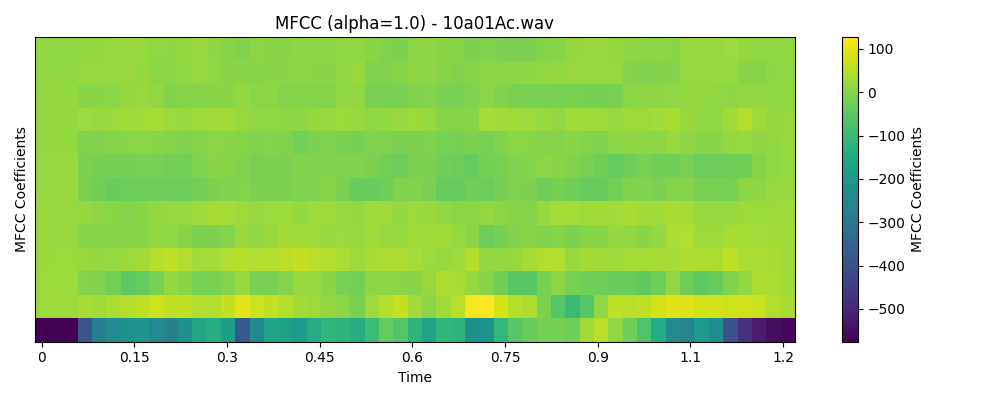 MFCC (alpha=1.0) - 10a01Ac.wav
MFCC Coefficients
0 0.15 0.3 0.45 0.6 0.75 0.9 1.1 1.2
Time
100
0
−100
−200
−300
−400
−500
MFCC Coefficients